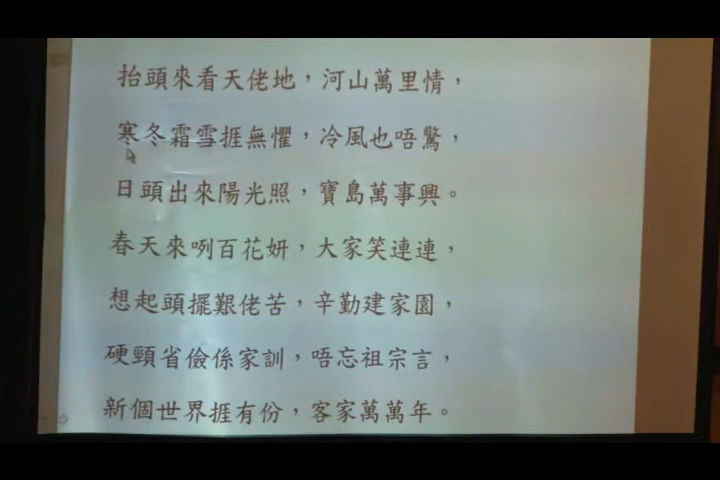 抬頭來看天佬地，河山萬里情，
寒冬霜雪捱無懼，冷風也唔驚，
日頭出來陽光照，寶島萬事興。
春天來咧百花妍，大家笑連連，
想起頭擺艱佬苦，辛勤建家園，
硬頸省儉係家訓，唔忘祖宗言，
新個世界捱有份，客家萬萬年。